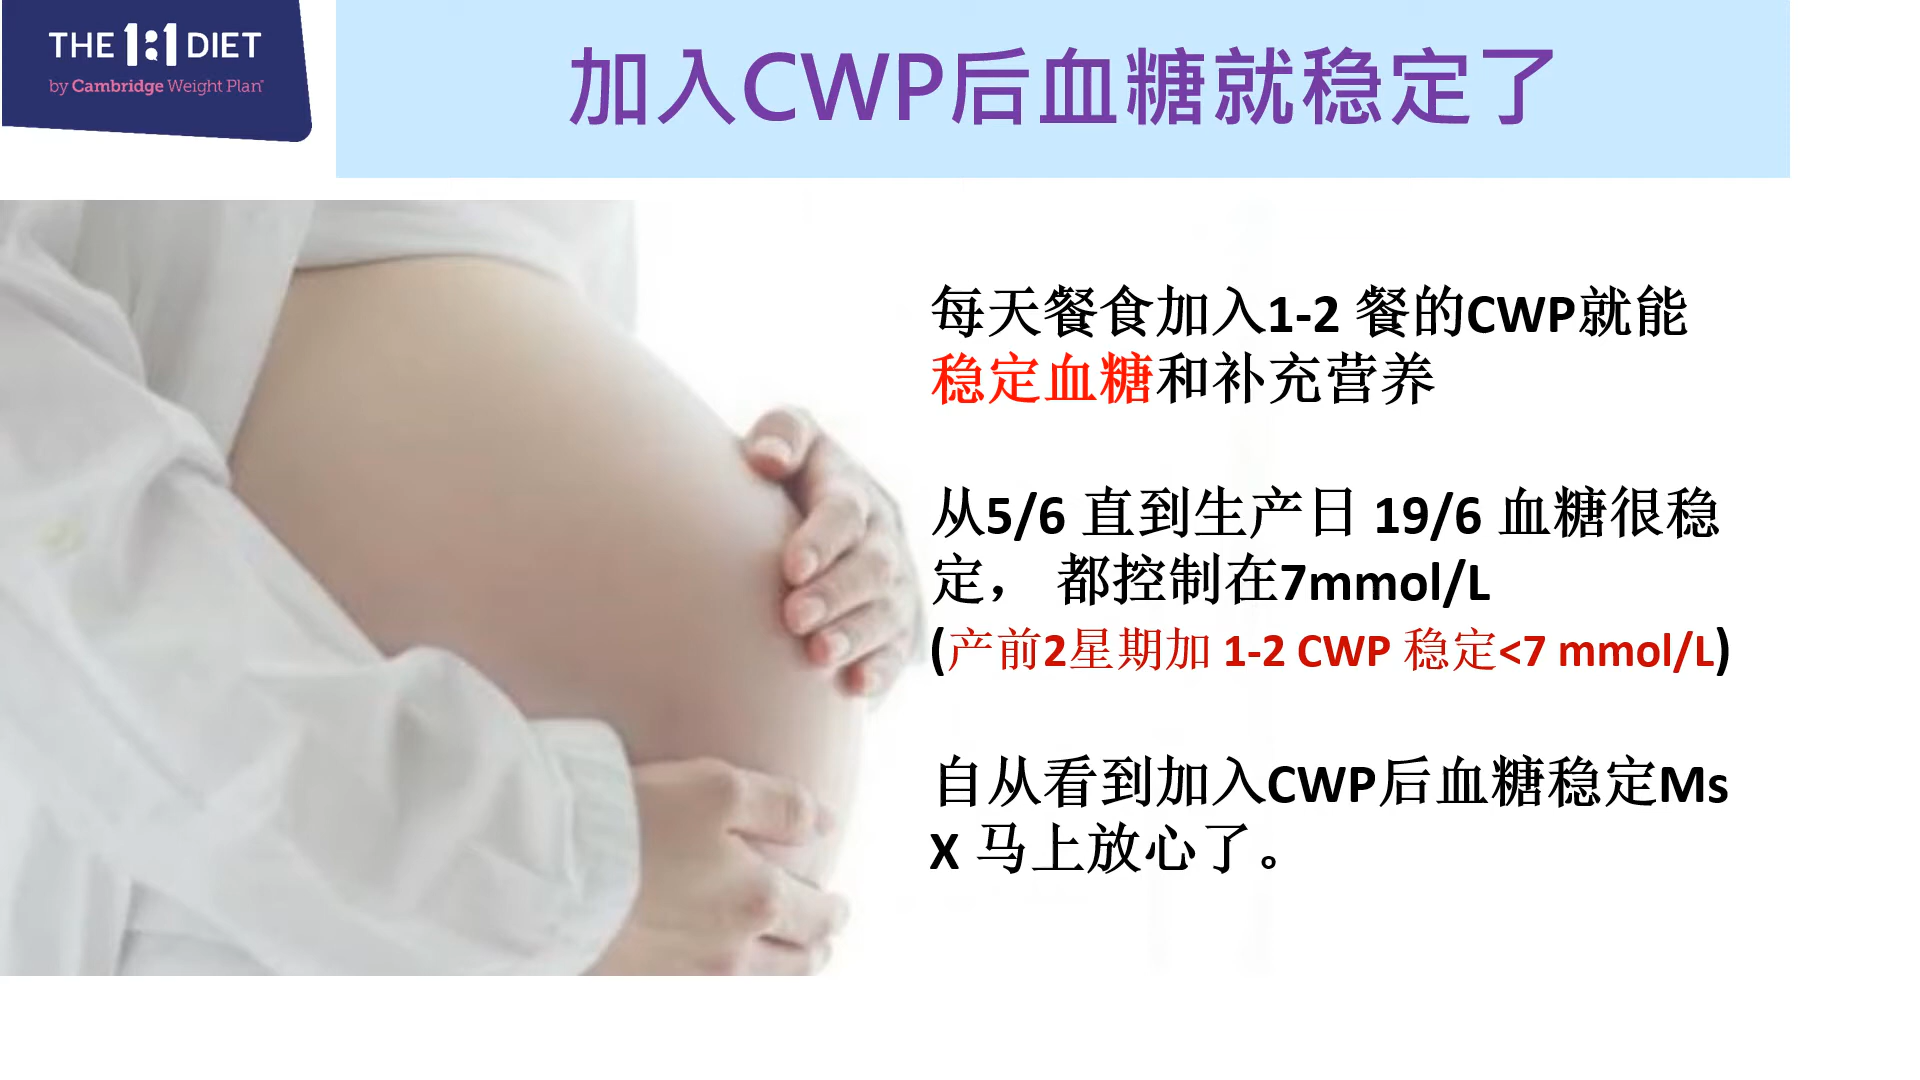 THE 1:1 DIET
by Cambridge Weight Plan
加入CWP后血糖就稳定了
每天餐食加入1-2 餐的CWP就能
稳定血糖和补充营养
从5/6 直到生产日 19/6 血糖很稳
定， 都控制在7mmol/L
(产前2星期加 1-2 CWP 稳定<7 mmol/L)
自从看到加入CWP后血糖稳定Ms
X 马上放心了。